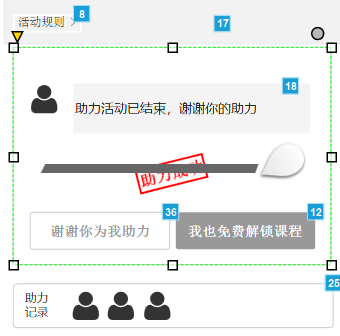 活动规则 > 8
17
18
助力活动已结束，谢谢你的助力
助力成功
36
12
谢谢你为我助力
我也免费解锁课程
25
助力
记录